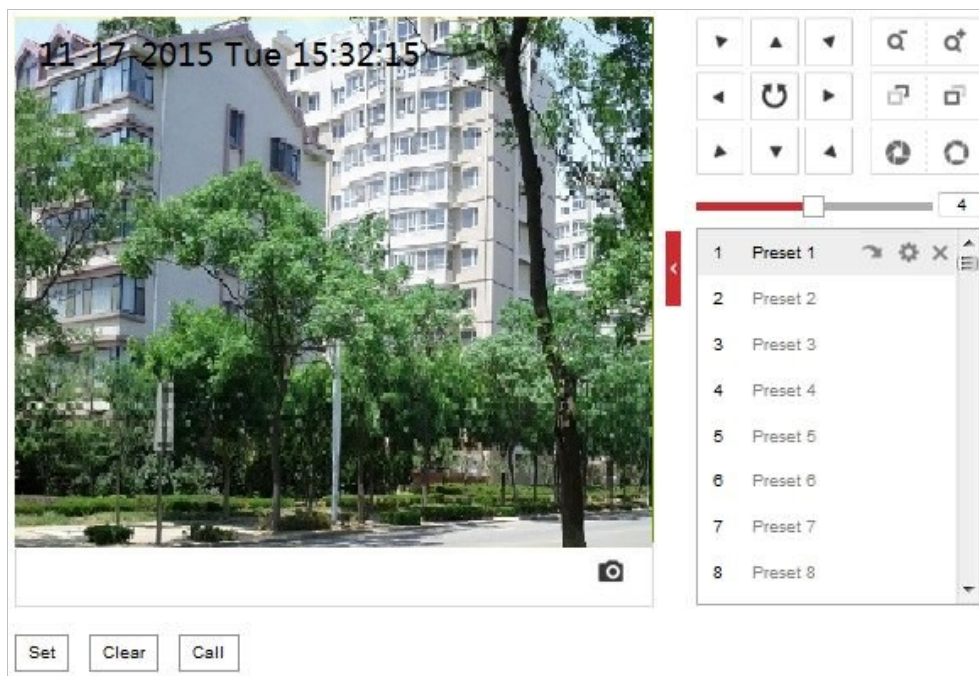 11-17-2015 Tue 15:32:15
4
1 Preset 1
2 Preset 2
3 Preset 3
4 Preset 4
5 Preset 5
6 Preset 6
7 Preset 7
8 Preset 8
Set Clear Call